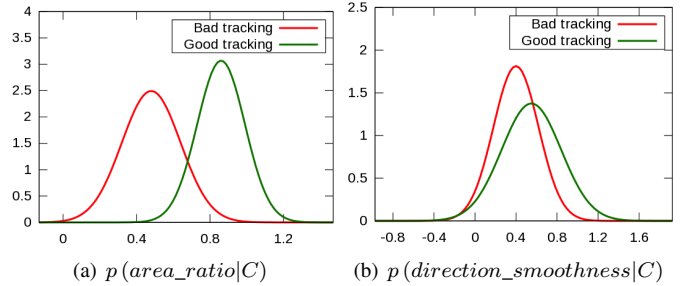 4
3.5
3
2.5
2
1.5
1
0.5
0
0 0.4 0.8 1.2
Bad tracking
Good tracking
(a) p (area_ratio|C)
2.5
2
1.5
1
0.5
0
-0.8 -0.4 0 0.4 0.8 1.2 1.6
Bad tracking
Good tracking
(b) p (direction_smoothness|C)